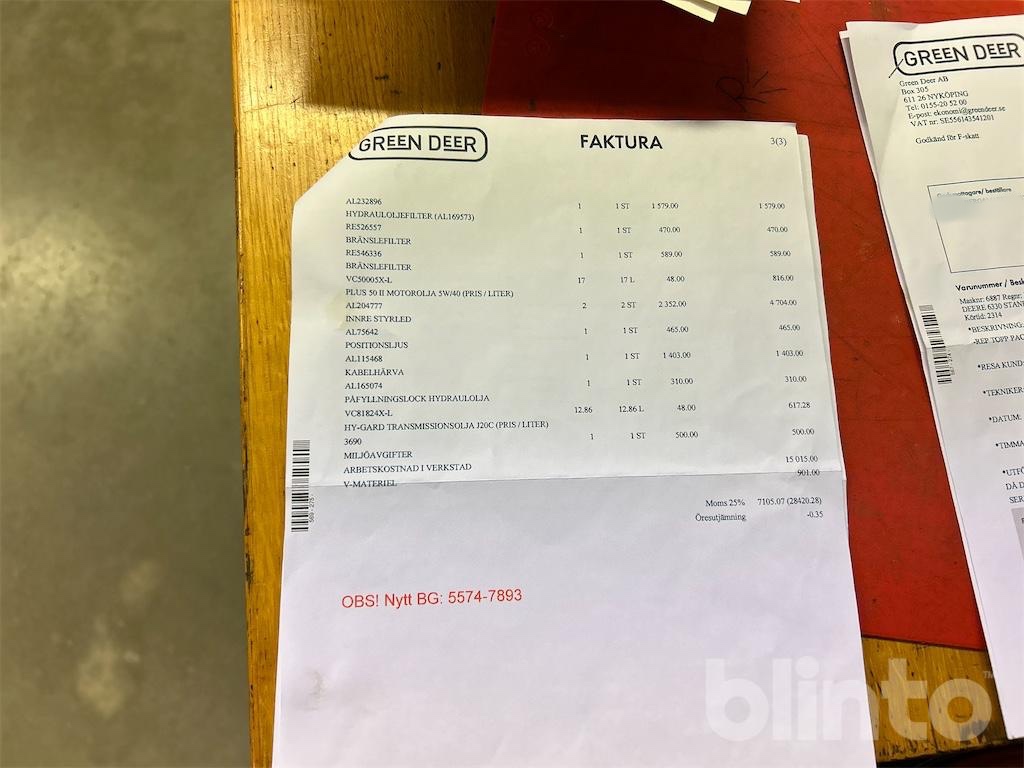 GREEN DEER FAKTURA 3(3)
AL232896
HYDRAULOLJEFILTER (AL169573) 1 1 ST 1 579.00 1 579.00
RE526557
BRÄNSLEFILTER 1 1 ST 470.00 470.00
RE546336
BRÄNSLEFILTER 1 1 ST 589.00 589.00
VC50005X-L
PLUS 50 II MOTOROLJA 5W/40 (PRIS / LITER) 17 17 L 48.00 816.00
AL204777
INNRE STYRLED 2 2 ST 2 352.00 4 704.00
AL75642
POSITIONSLJUS 1 1 ST 465.00 465.00
AL115468
KABELHÄRVA 1 1 ST 1 403.00 1 403.00
AL165074
PÅFYLLNINGSLOCK HYDRAULOLJA 1 1 ST 310.00 310.00
VC81824X-L
HY-GARD TRANSMISSIONSOLJA J20C (PRIS / LITER) 12.86 12.86 L 48.00 617.28
3690
MILJÖAVGIFTER 1 1 ST 500.00 500.00
ARBETSKOSTNAD I VERKSTAD 15 015.00
V-MATERIEL 901.00
Moms 25% 7105.07 (28420.28)
Öresutjämning -0.35
OBS! Nytt BG: 5574-7893
GREEN DEER
Green Deer AB
Box 305
611 26 NYKÖPING
Tel: 0155-20 52 00
E-post: ekonomi@greendeer.se
VAT nr: SE556143541201
Godkänd för F-skatt
/ beställare
Varunummer /
Masknr: 6887 Regnr:
DEERE 6330
Körtid: 2314
*BESKRIVNING
-REP TOPP
*RESA KUND
*TEKNIKER
*DATUM:
DÅ D
SER
blinto